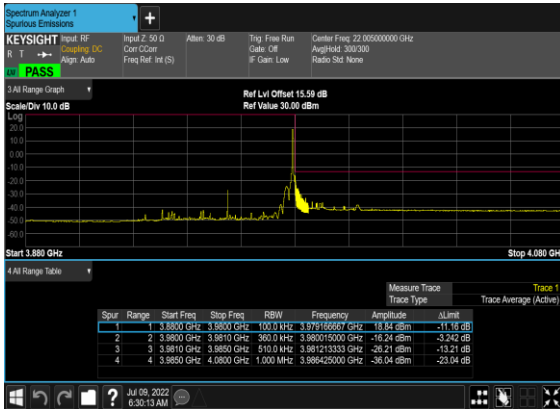 Spectrum Analyzer 1
Spurious Emissions
+
KEYSIGHT Input: RF Input Z: 50 Ω Atten: 30 dB Trig: Free Run Center Freq: 22.005000000 GHz
R T Coupling: DC Corr CCorr Gate: Off Avg|Hold: 300/300
Align: Auto Freq Ref: Int (S) IF Gain: Low Radio Std: None
LXI PASS
3 All Range Graph
Ref Lvl Offset 15.59 dB
Scale/Div 10.0 dB Ref Value 30.00 dBm
Log
20.0
10.0
0.00
-10.0
-20.0
-30.0
-40.0
-50.0
-60.0
Start 3.880 GHz Stop 4.080 GH
4 All Range Table
Measure Trace Trace 1
Trace Type Trace Average (Active)
Spur Range Start Freq Stop Freq RBW Frequency Amplitude ΔLimit
1 1 3.8800 GHz 3.9800 GHz 100.0 kHz 3.979166667 GHz 18.84 dBm -11.16 dB
2 2 3.9800 GHz 3.9810 GHz 360.0 kHz 3.980015000 GHz -16.24 dBm -3.242 dB
3 3 3.9810 GHz 3.9850 GHz 510.0 kHz 3.981213333 GHz -26.21 dBm -13.21 dB
4 4 3.9850 GHz 4.0800 GHz 1.000 MHz 3.986425000 GHz -36.04 dBm -23.04 dB
? Jul 09, 2022
6:30:13 AM